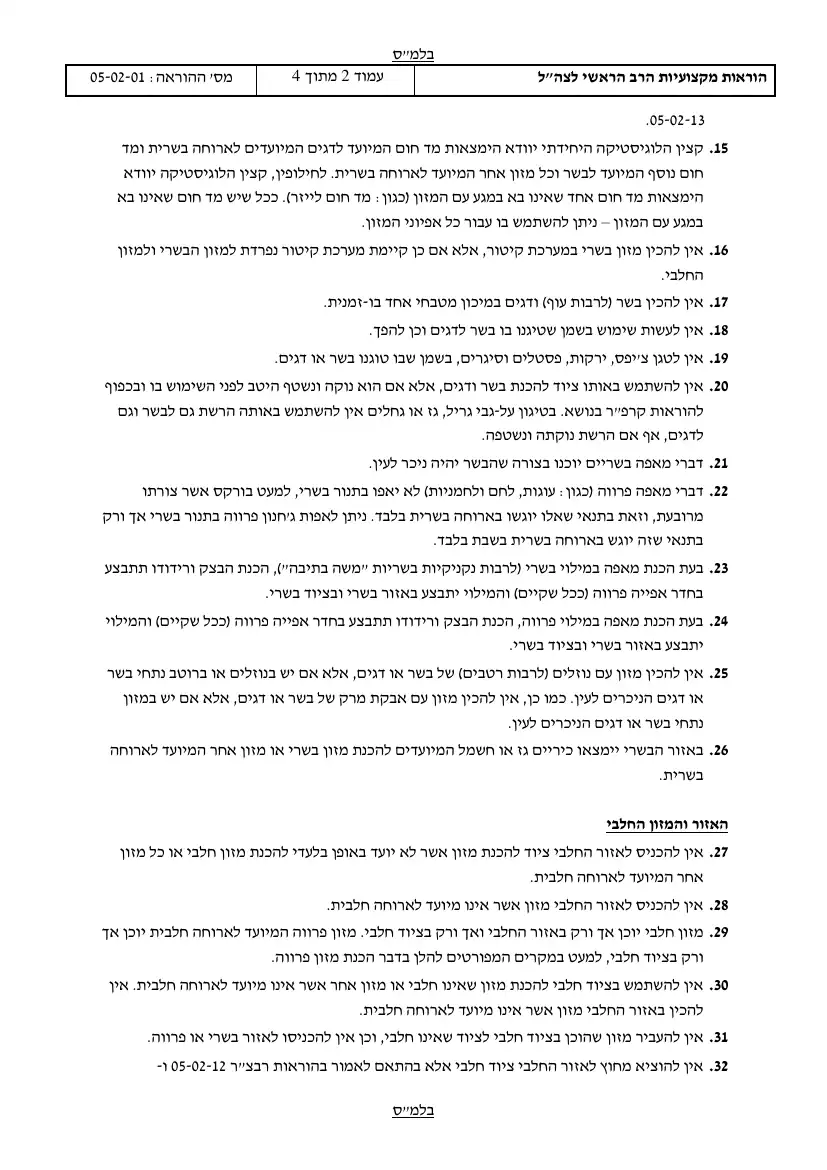 בלמ"ס
הוראות מקצועיות הרב הראשי לצה"ל עמוד 2 מתוך 4 מס' ההוראה: 05-02-01
05-02-13.
15. קצין הלוגיסטיקה היחידתי יוודא הימצאות מד חום המיועד לדגים המיועדים לארוחה בשרית ומד
חום נוסף המיועד לבשר וכל מזון אחר המיועד לארוחה בשרית. לחילופין, קצין הלוגיסטיקה יוודא
הימצאות מד חום אחד שאינו בא במגע עם המזון (כגון: מד חום לייזר). ככל שיש מד חום שאינו בא
במגע עם המזון – ניתן להשתמש בו עבור כל אפיוני המזון.
16. אין להכין מזון בשרי במערכת קיטור, אלא אם כן קיימת מערכת קיטור נפרדת למזון הבשרי ולמזון
החלבי.
17. אין להכין בשר (לרבות עוף) ודגים במיכון מטבחי אחד בו-זמנית.
18. אין לעשות שימוש בשמן שטיגנו בו בשר לדגים וכן להפך.
19. אין לטגן צ'יפס, ירקות, פסטלים וסיגרים, בשמן שבו טוגנו בשר או דגים.
20. אין להשתמש באותו ציוד להכנת בשר ודגים, אלא אם הוא נוקה ונשטף היטב לפני השימוש בו ובכפוף
להוראות קרפ"ר בנושא. בטיגון על-גבי גריל, גז או גחלים אין להשתמש באותה הרשת גם לבשר וגם
לדגים, אף אם הרשת נוקתה ונשטפה.
21. דברי מאפה בשריים יוכנו בצורה שהבשר יהיה ניכר לעין.
22. דברי מאפה פרווה (כגון: עוגות, לחם ולחמניות) לא יאפו בתנור בשרי, למעט בורקס אשר צורתו
מרובעת, וזאת בתנאי שאלו יוגשו בארוחה בשרית בלבד. ניתן לאפות ג'חנון פרווה בתנור בשרי אך ורק
בתנאי שזה יוגש בארוחה בשרית בשבת בלבד.
23. בעת הכנת מאפה במילוי בשרי (לרבות נקניקיות בשריות "משה בתיבה"), הכנת הבצק ורידודו תתבצע
בחדר אפייה פרווה (ככל שקיים) והמילוי יתבצע באזור בשרי ובציוד בשרי.
24. בעת הכנת מאפה במילוי פרווה, הכנת הבצק ורידודו תתבצע בחדר אפייה פרווה (ככל שקיים) והמילוי
יתבצע באזור בשרי ובציוד בשרי.
25. אין להכין מזון עם נוזלים (לרבות רטבים) של בשר או דגים, אלא אם יש בנוזלים או ברוטב נתחי בשר
או דגים הניכרים לעין. כמו כן, אין להכין מזון עם אבקת מרק של בשר או דגים, אלא אם יש במזון
נתחי בשר או דגים הניכרים לעין.
26. באזור הבשרי יימצאו כיריים גז או חשמל המיועדים להכנת מזון בשרי או מזון אחר המיועד לארוחה
בשרית.
האזור והמזון החלבי
27. אין להכניס לאזור החלבי ציוד להכנת מזון אשר לא יועד באופן בלעדי להכנת מזון חלבי או כל מזון
אחר המיועד לארוחה חלבית.
28. אין להכניס לאזור החלבי מזון אשר אינו מיועד לארוחה חלבית.
29. מזון חלבי יוכן אך ורק באזור החלבי ואך ורק בציוד חלבי. מזון פרווה המיועד לארוחה חלבית יוכן אך
ורק בציוד חלבי, למעט במקרים המפורטים להלן בדבר הכנת מזון פרווה.
30. אין להשתמש בציוד חלבי להכנת מזון שאינו חלבי או מזון אחר אשר אינו מיועד לארוחה חלבית. אין
להכין באזור החלבי מזון אשר אינו מיועד לארוחה חלבית.
31. אין להעביר מזון שהוכן בציוד חלבי לציוד שאינו חלבי, וכן אין להכניסו לאזור בשרי או פרווה.
32. אין להוציא מחוץ לאזור החלבי ציוד חלבי אלא בהתאם לאמור בהוראות רבצ"ר 05-02-12 ו-
בלמ"ס